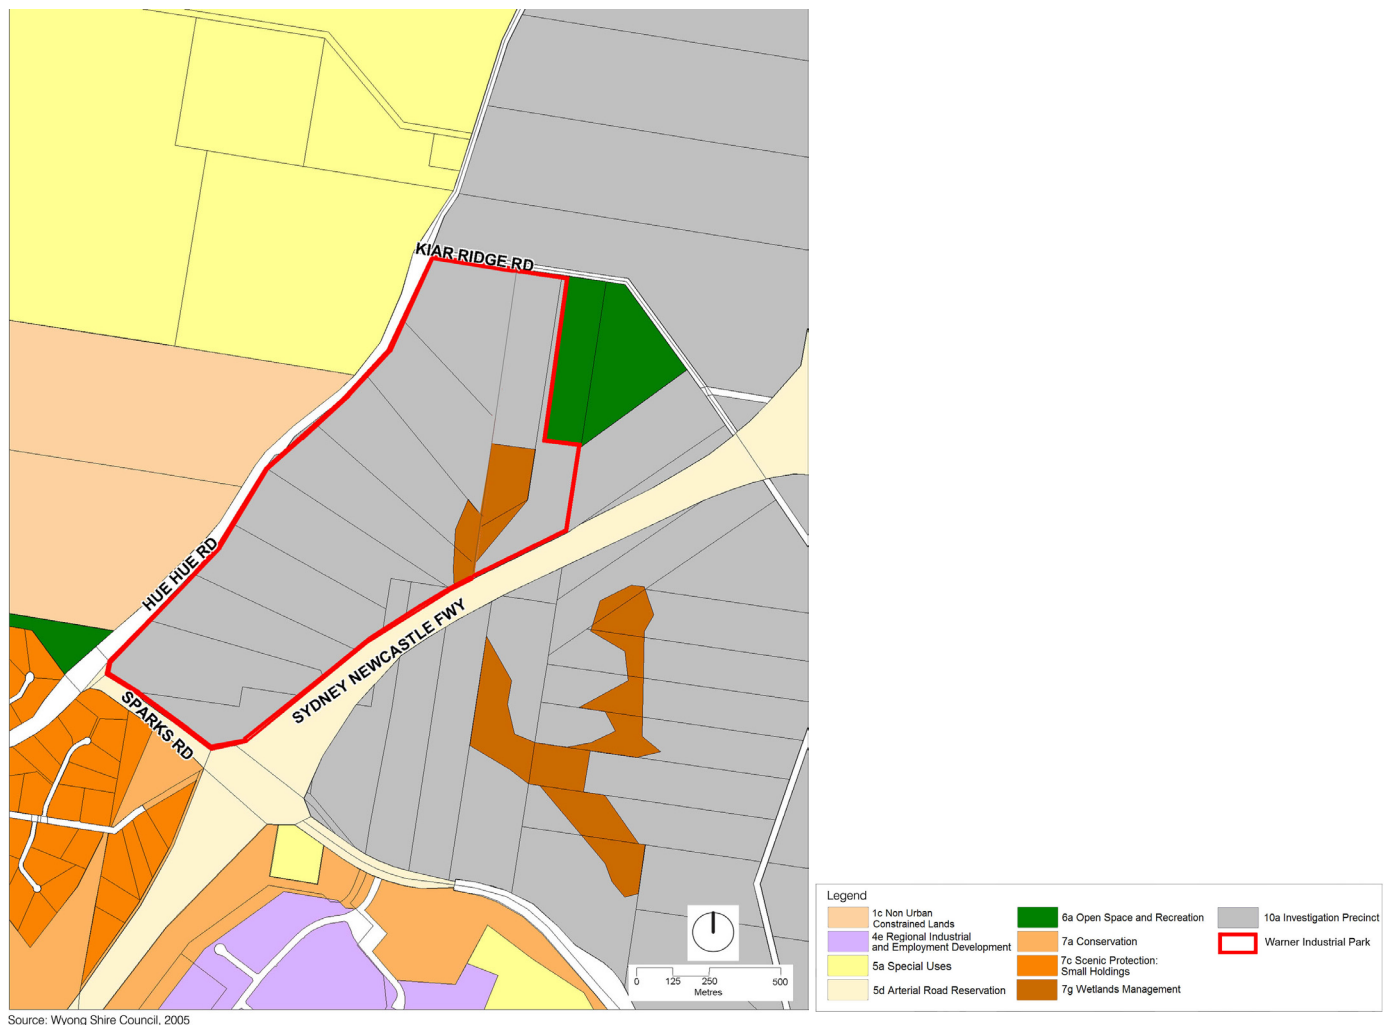 KIAR RIDGE RD
HUE HUE RD
SYDNEY NEWCASTLE FWY
SPARKS RD
0 125 250 500
Metres
Legend
1c Non Urban
Constrained Lands
4e Regional Industrial
and Employment Development
5a Special Uses
5d Arterial Road Reservation
6a Open Space and Recreation
7a Conservation
7c Scenic Protection:
Small Holdings
7g Wetlands Management
10a Investigation Precinct
Warner Industrial Park
Source: Wyong Shire Council, 2005